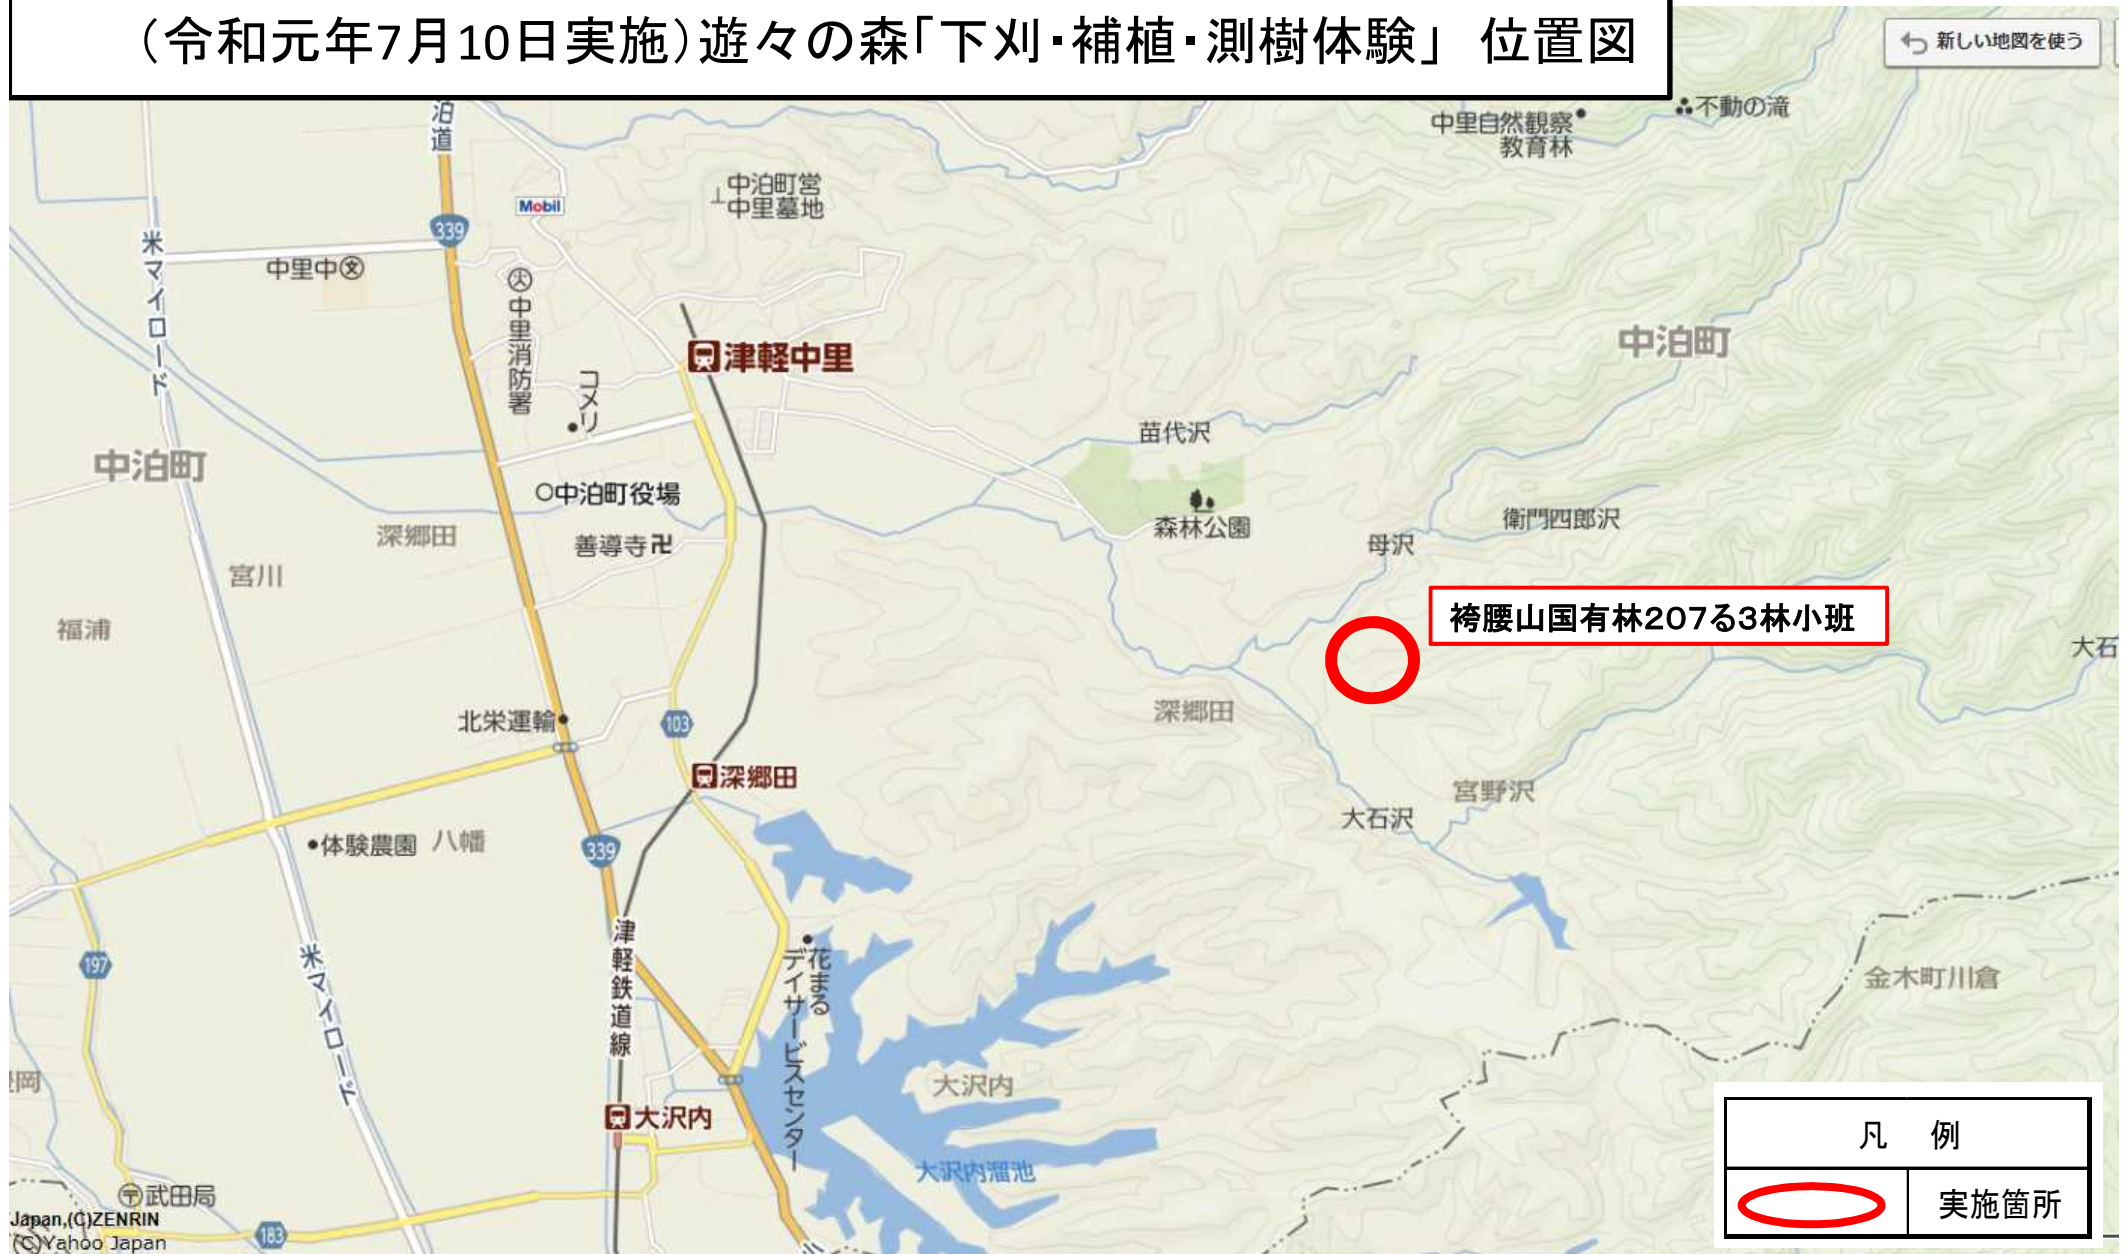 （令和元年7月10日実施）遊々の森「下刈・補植・測樹体験」 位置図
新しい地図を使う
泊道
中里自然観察
教育林
不動の滝
中泊町営
中里墓地
Mobil
339
米マイロード
中里中
中里消防署
中泊町
津軽中里
コメリ
苗代沢
中泊町
中泊町役場
森林公園
衛門四郎沢
深郷田
善導寺
母沢
宮川
袴腰山国有林207る3林小班
福浦
大石
深郷田
北栄運輸
103
深郷田
宮野沢
大石沢
体験農園
八幡
339
津軽鉄道線
花まる
デイサービスセンター
197
米マイロード
金木町川倉
岡
大沢内
大沢内
凡 例
大沢内溜池
武田局
実施箇所
Japan,(C)ZENRIN
183
(C)Yahoo Japan